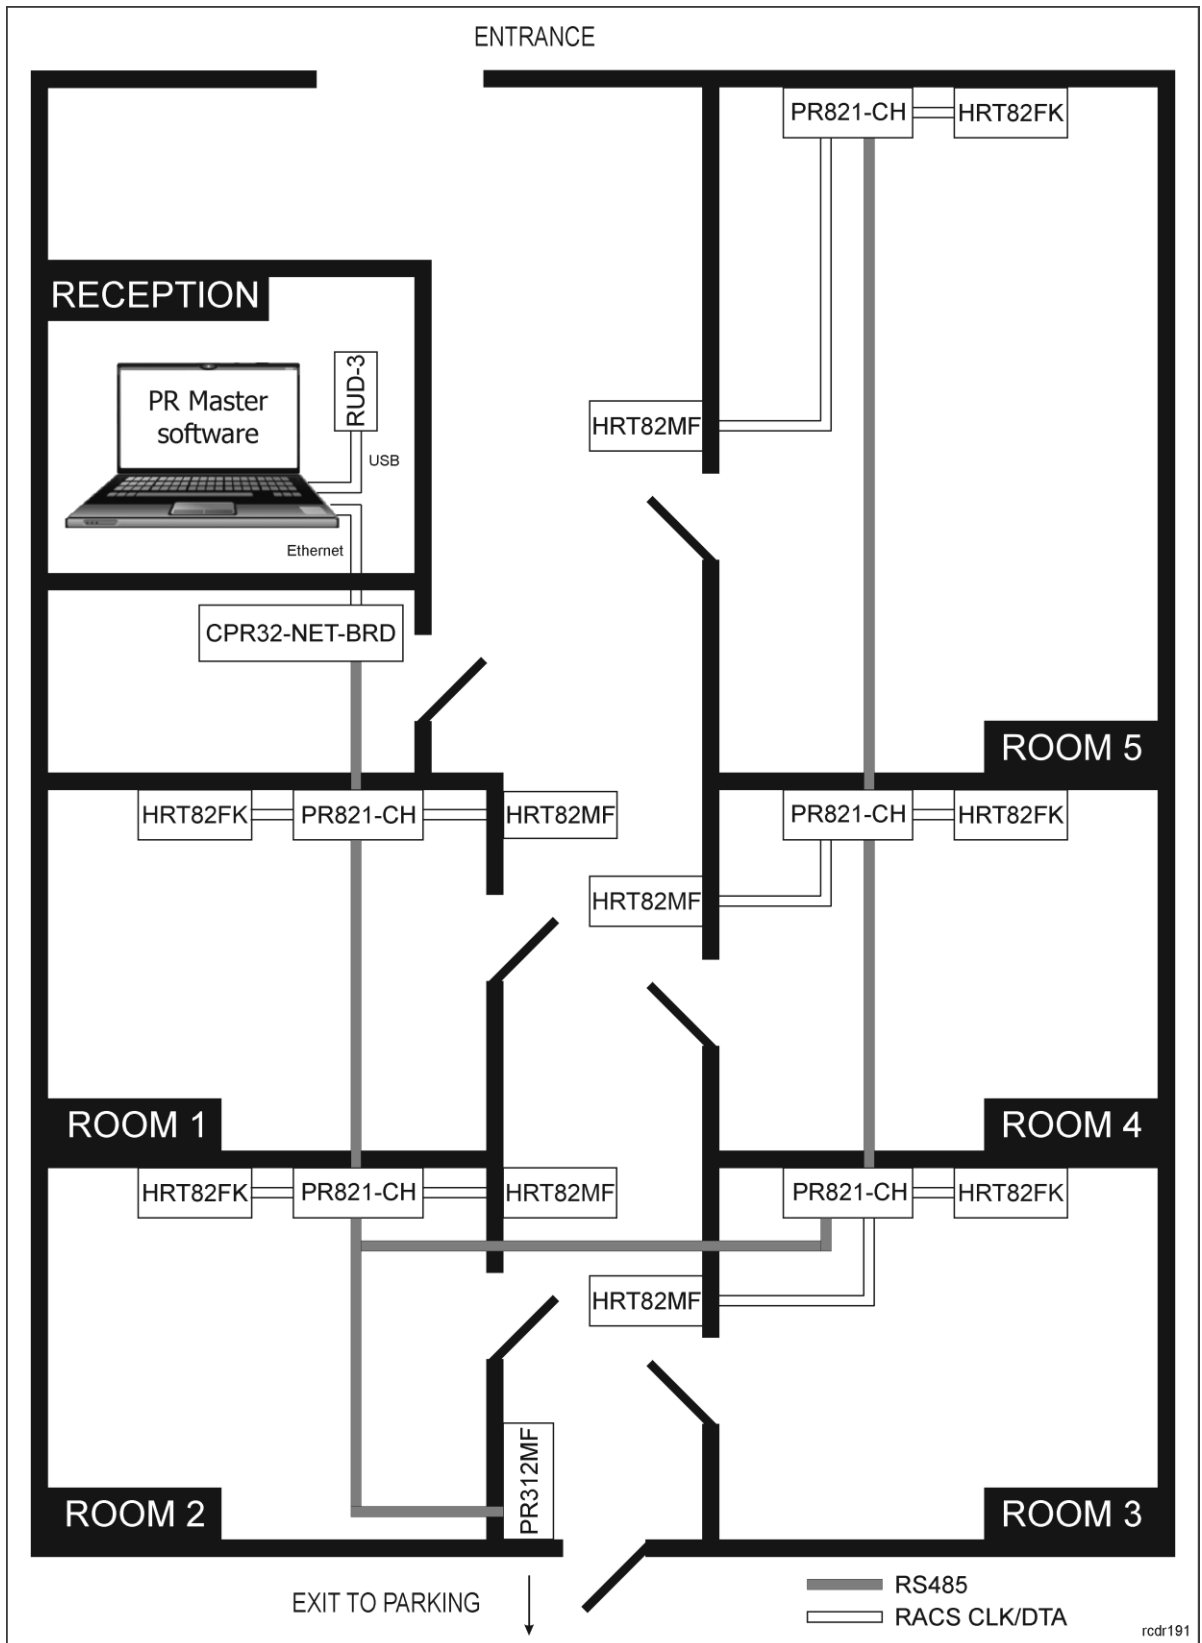 ENTRANCE
PR821-CH
HRT82FK
RECEPTION
PR Master
software
RUD-3
USB
Ethernet
HRT82MF
CPR32-NET-BRD
ROOM 5
HRT82FK
PR821-CH
HRT82MF
PR821-CH
HRT82FK
HRT82MF
ROOM 1
ROOM 4
HRT82FK
PR821-CH
HRT82MF
PR821-CH
HRT82FK
HRT82MF
PR312MF
ROOM 2
ROOM 3
EXIT TO PARKING
RS485
RACS CLK/DTA
rcdr191